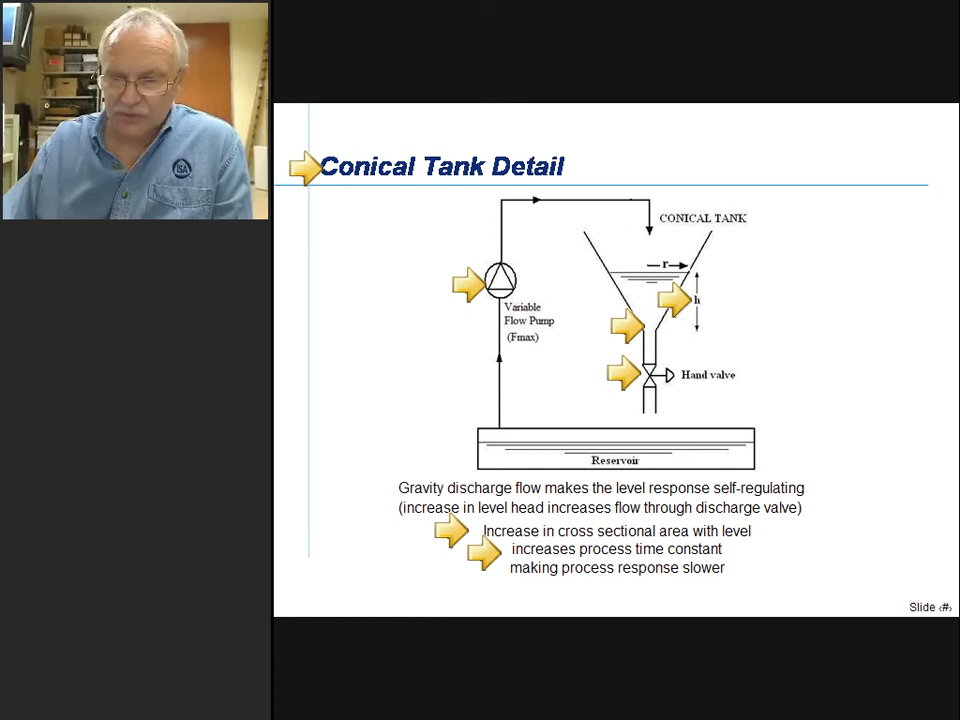 ISA
Conical Tank Detail
CONICAL TANK
r
h
Variable
Flow Pump
(Fmax)
Hand valve
Reservoir
Gravity discharge flow makes the level response self-regulating
(increase in level head increases flow through discharge valve)
Increase in cross sectional area with level
increases process time constant
making process response slower
Slide ‹#›